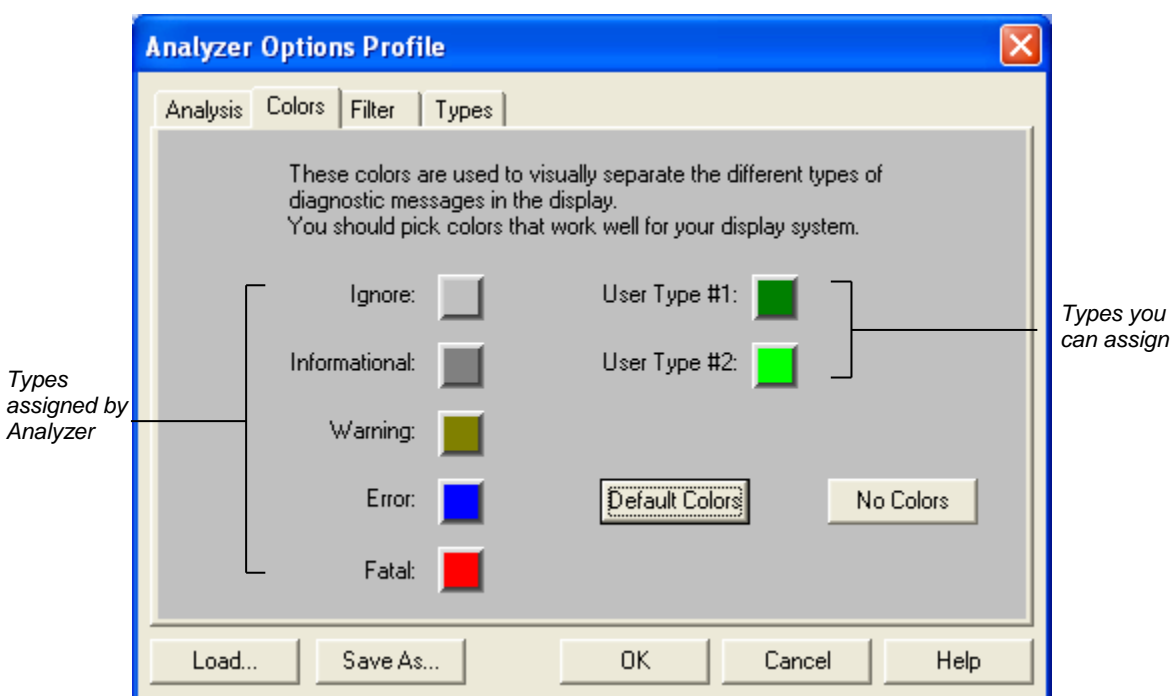 Analyzer Options Profile
Analysis Colors Filter Types
These colors are used to visually separate the different types of
diagnostic messages in the display.
You should pick colors that work well for your display system.
Ignore:
Informational:
Warning:
Error:
Fatal:
User Type #1:
User Type #2:
Types
assigned by
Analyzer
Types you
can assign
Default Colors
No Colors
Load...
Save As...
OK
Cancel
Help